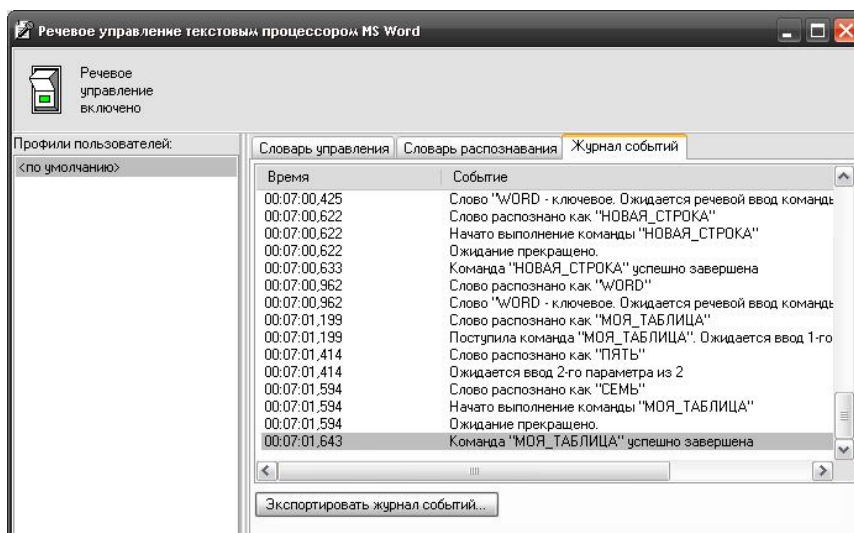 Речевое управление текстовым процессором MS Word
Речевое
управление
включено
Профили пользователей:
<по умолчанию>
Словарь управления Словарь распознавания Журнал событий
Время Событие
00:07:00,425 Слово "WORD - ключевое. Ожидается речевой ввод команды
00:07:00,622 Слово распознано как "НОВАЯ_СТРОКА"
00:07:00,622 Начато выполнение команды "НОВАЯ_СТРОКА"
00:07:00,622 Ожидание прекращено.
00:07:00,633 Команда "НОВАЯ_СТРОКА" успешно завершена
00:07:00,962 Слово распознано как "WORD"
00:07:00,962 Слово "WORD - ключевое. Ожидается речевой ввод команды
00:07:01,199 Слово распознано как "МОЯ_ТАБЛИЦА"
00:07:01,199 Поступила команда "МОЯ_ТАБЛИЦА". Ожидается ввод 1-го
00:07:01,414 Слово распознано как "ПЯТЬ"
00:07:01,414 Ожидается ввод 2-го параметра из 2
00:07:01,594 Слово распознано как "СЕМЬ"
00:07:01,594 Начато выполнение команды "МОЯ_ТАБЛИЦА"
00:07:01,594 Ожидание прекращено.
00:07:01,643 Команда "МОЯ_ТАБЛИЦА" успешно завершена
Экспортировать журнал событий...